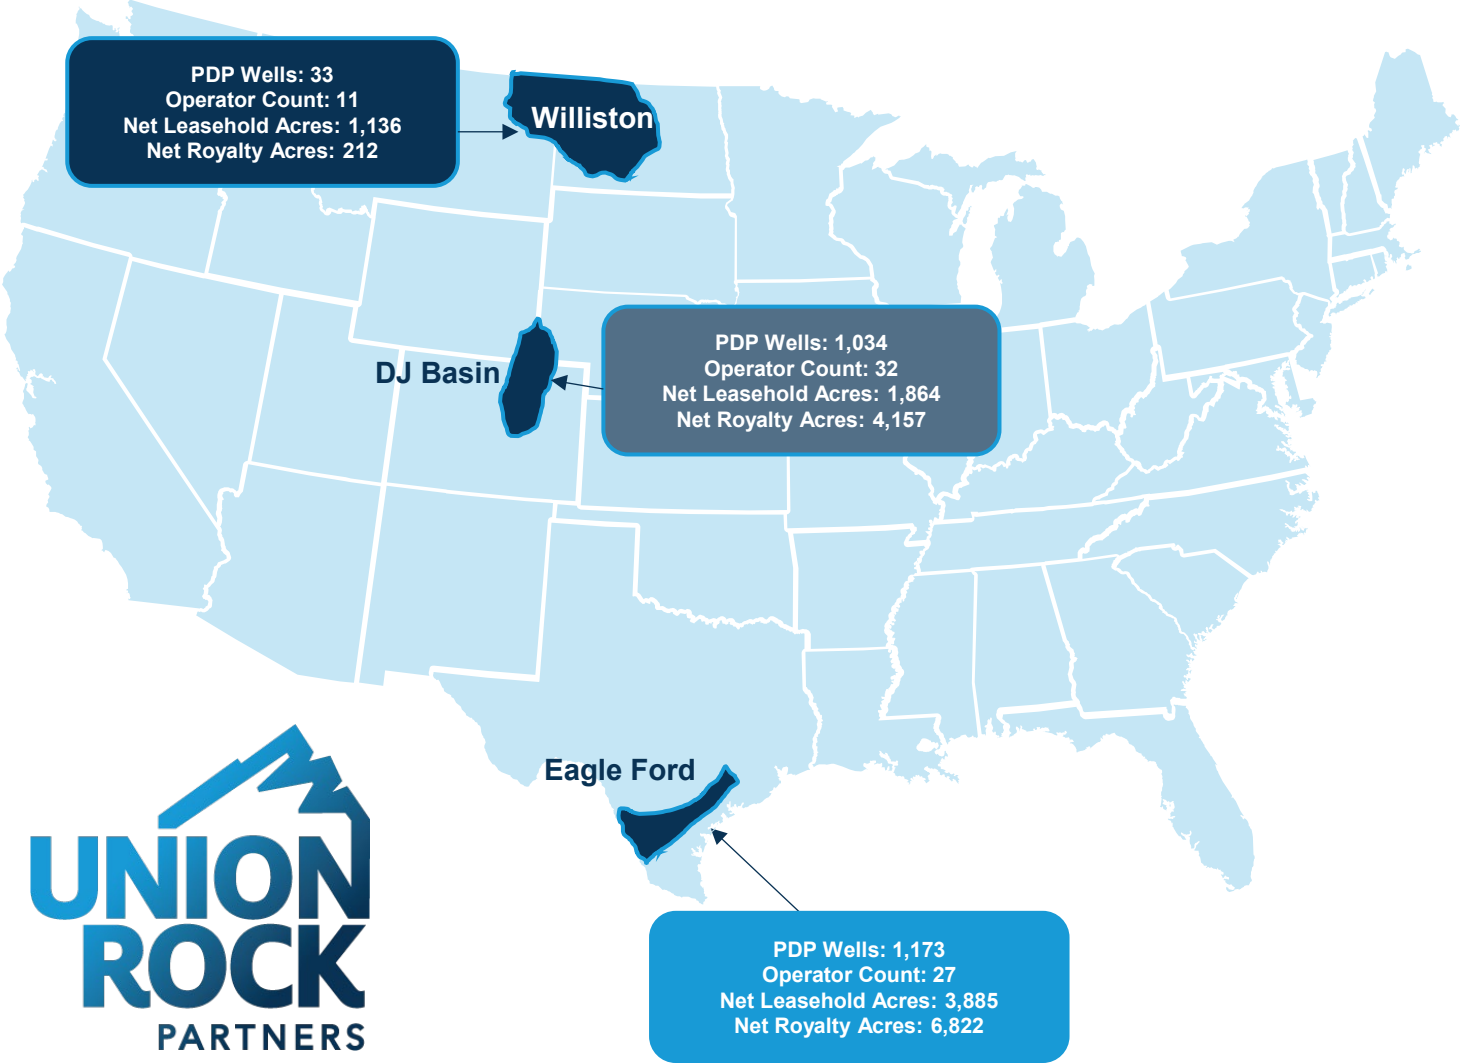 PDP Wells: 33
Operator Count: 11
Net Leasehold Acres: 1,136
Net Royalty Acres: 212
Williston
DJ Basin
PDP Wells: 1,034
Operator Count: 32
Net Leasehold Acres: 1,864
Net Royalty Acres: 4,157
Eagle Ford
PDP Wells: 1,173
Operator Count: 27
Net Leasehold Acres: 3,885
Net Royalty Acres: 6,822
UNION
ROCK
PARTNERS